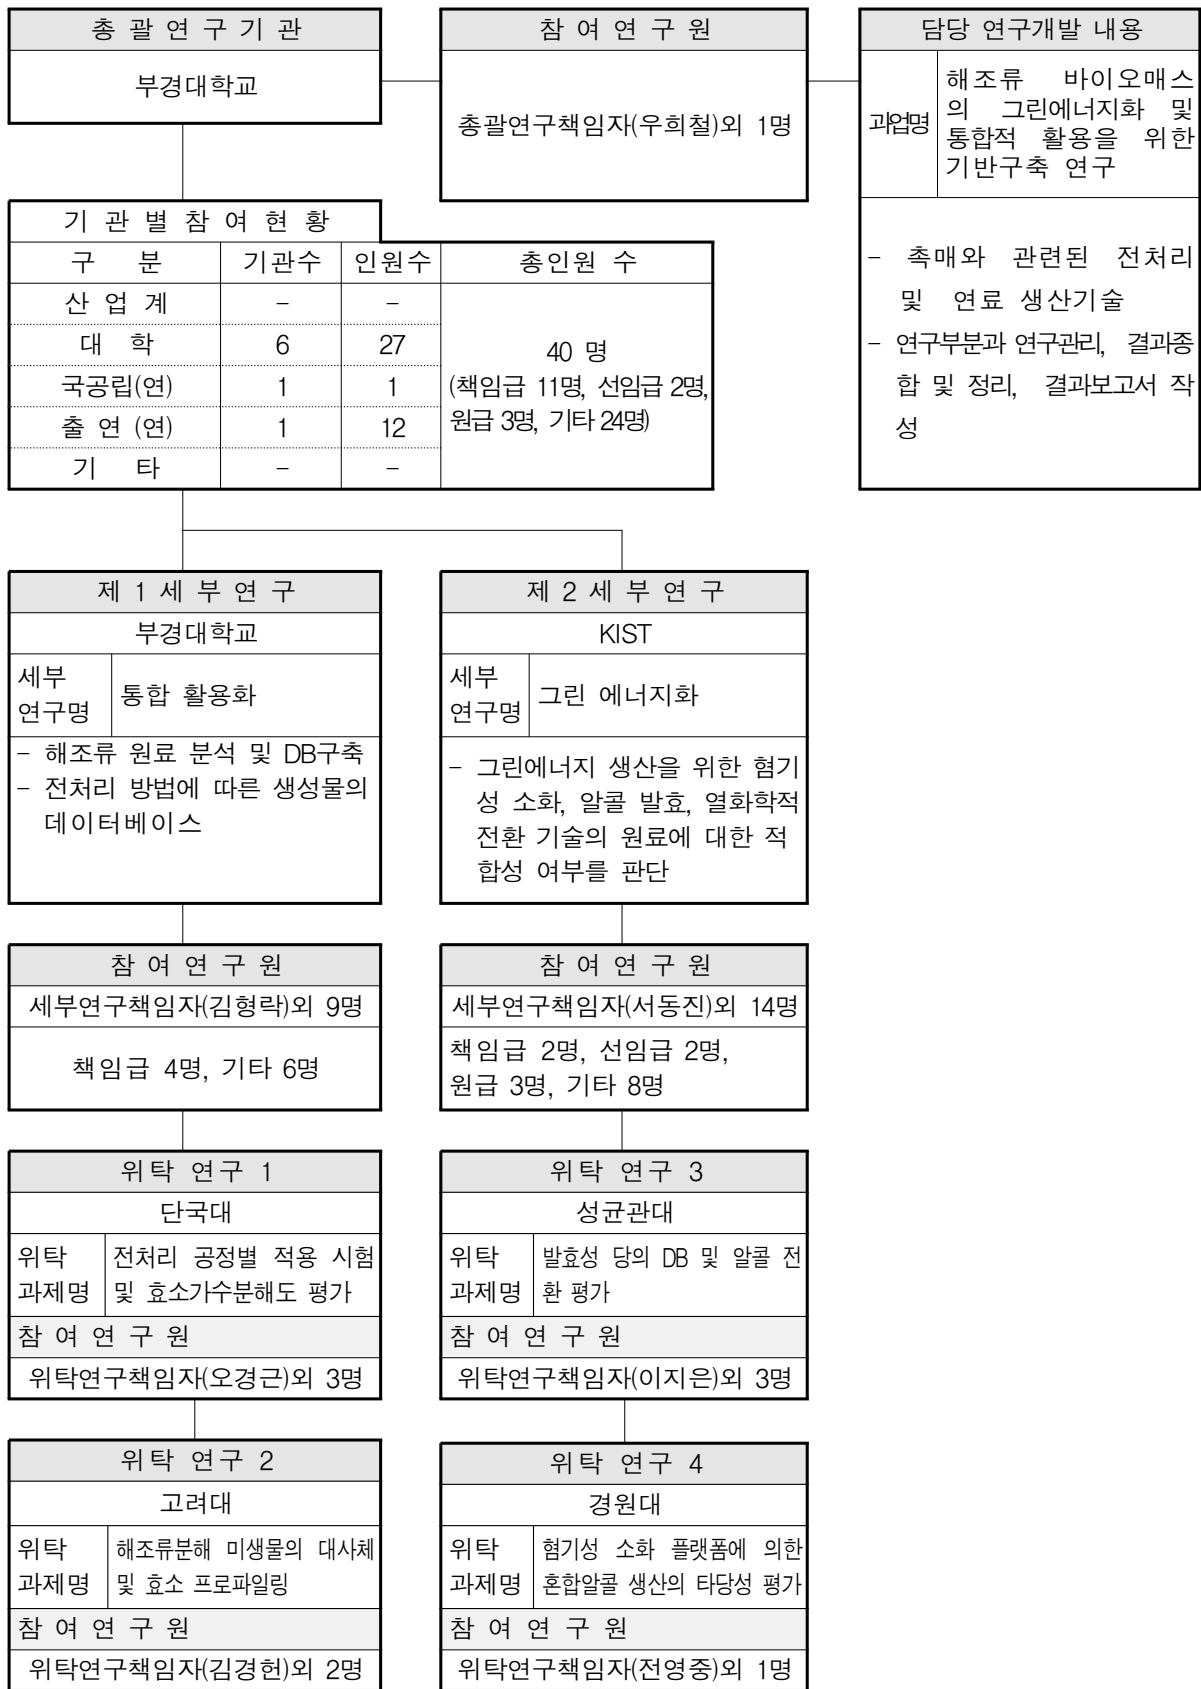 총 괄 연 구 기 관
부경대학교
참 여 연 구 원
총괄연구책임자(우희철)외 1명
담당 연구개발 내용
과업명
해조류 바이오매스
의 그린에너지화 및
통합적 활용을 위한
기반구축 연구
- 촉매와 관련된 전처리
및 연료 생산기술
- 연구부분과 연구관리, 결과종
합 및 정리, 결과보고서 작
성
기 관 별 참 여 현 황
구 분 기관수 인원수 총인원 수
산 업 계 - -
대 학 6 27
국공립(연) 1 1
출 연 (연) 1 12
기 타 - -
40 명
(책임급 11명, 선임급 2명,
원급 3명, 기타 24명)
제 1 세 부 연 구
부경대학교
세부
연구명
통합 활용화
- 해조류 원료 분석 및 DB구축
- 전처리 방법에 따른 생성물의
데이터베이스
제 2 세 부 연 구
KIST
세부
연구명
그린 에너지화
- 그린에너지 생산을 위한 혐기
성 소화, 알콜 발효, 열화학적
전환 기술의 원료에 대한 적
합성 여부를 판단
참 여 연 구 원
세부연구책임자(김형락)외 9명
책임급 4명, 기타 6명
참 여 연 구 원
세부연구책임자(서동진)외 14명
책임급 2명, 선임급 2명,
원급 3명, 기타 8명
위탁 연구 1
단국대
위탁
과제명
전처리 공정별 적용 시험
및 효소가수분해도 평가
참 여 연 구 원
위탁연구책임자(오경근)외 3명
위탁 연구 3
성균관대
위탁
과제명
발효성 당의 DB 및 알콜 전
환 평가
참 여 연 구 원
위탁연구책임자(이지은)외 3명
위탁 연구 2
고려대
위탁
과제명
해조류분해 미생물의 대사체
및 효소 프로파일링
참 여 연 구 원
위탁연구책임자(김경헌)외 2명
위탁 연구 4
경원대
위탁
과제명
혐기성 소화 플랫폼에 의한
혼합알콜 생산의 타당성 평가
참 여 연 구 원
위탁연구책임자(전영중)외 1명